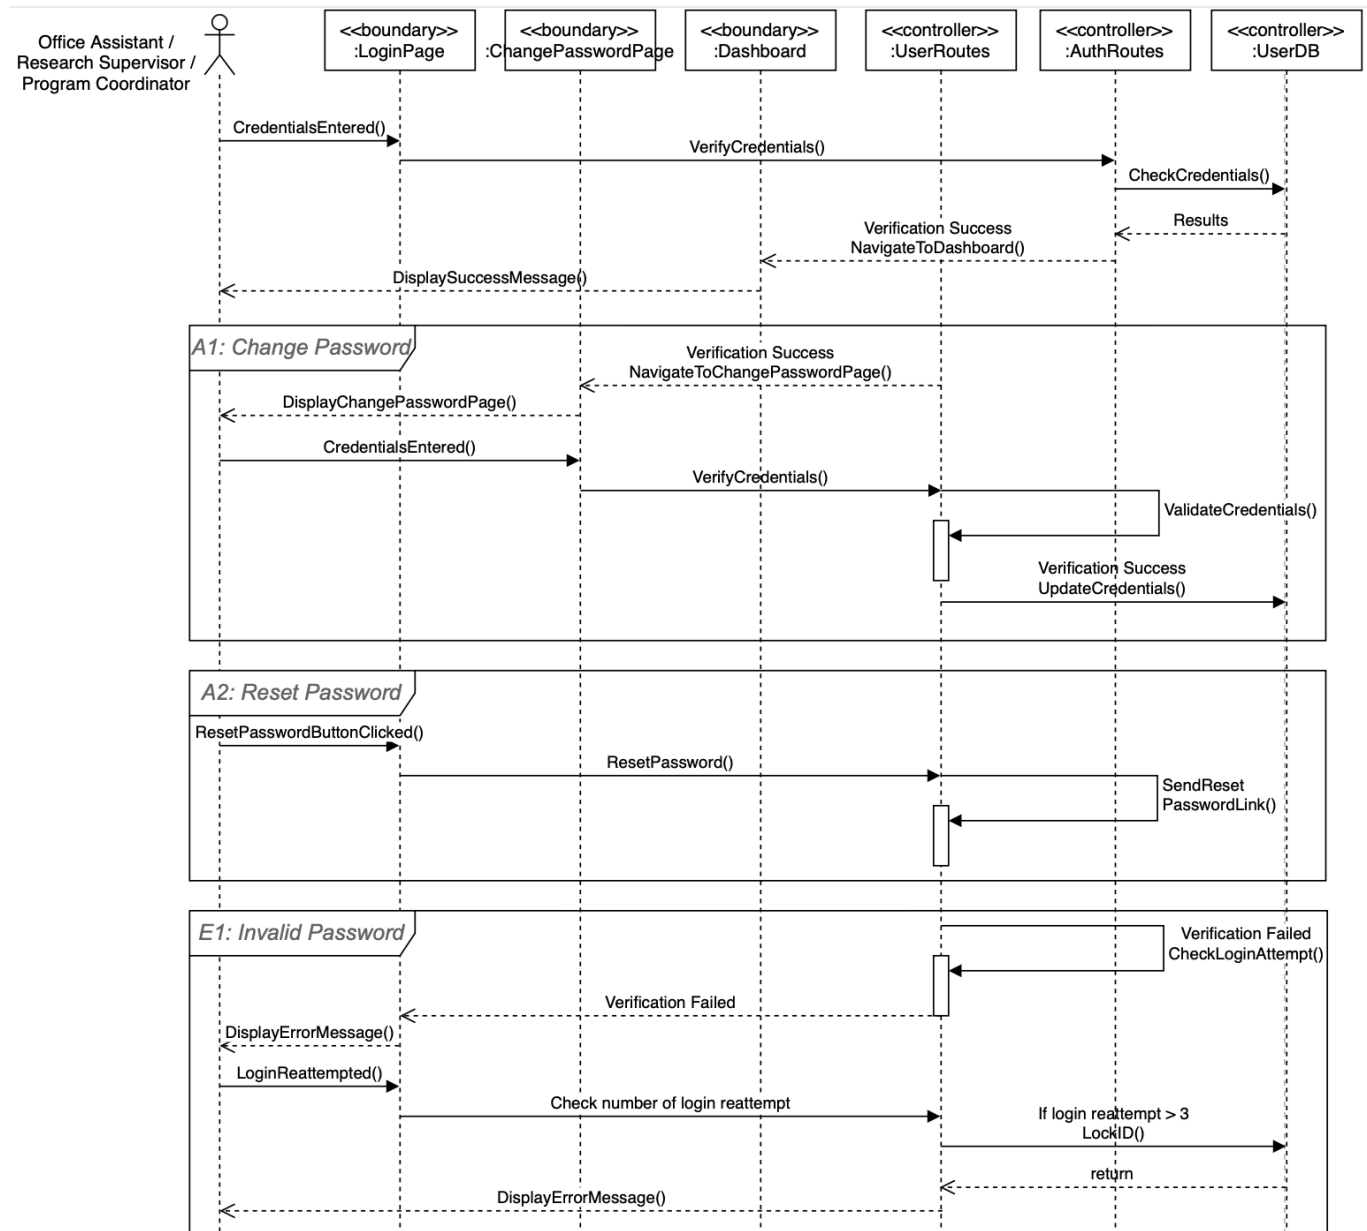 Office Assistant /
Research Supervisor /
Program Coordinator
<<boundary>>
:LoginPage
<<boundary>>
:ChangePasswordPage
<<boundary>>
:Dashboard
<<controller>>
:UserRoutes
<<controller>>
:AuthRoutes
<<controller>>
:UserDB
CredentialsEntered()
VerifyCredentials()
CheckCredentials()
Results
Verification Success
NavigateToDashboard()
DisplaySuccessMessage()
A1: Change Password
Verification Success
NavigateToChangePasswordPage()
DisplayChangePasswordPage()
CredentialsEntered()
VerifyCredentials()
ValidateCredentials()
Verification Success
UpdateCredentials()
A2: Reset Password
ResetPasswordButtonClicked()
ResetPassword()
SendReset
PasswordLink()
E1: Invalid Password
Verification Failed
CheckLoginAttempt()
Verification Failed
DisplayErrorMessage()
LoginReattempted()
Check number of login reattempt
If login reattempt > 3
LockID()
return
DisplayErrorMessage()